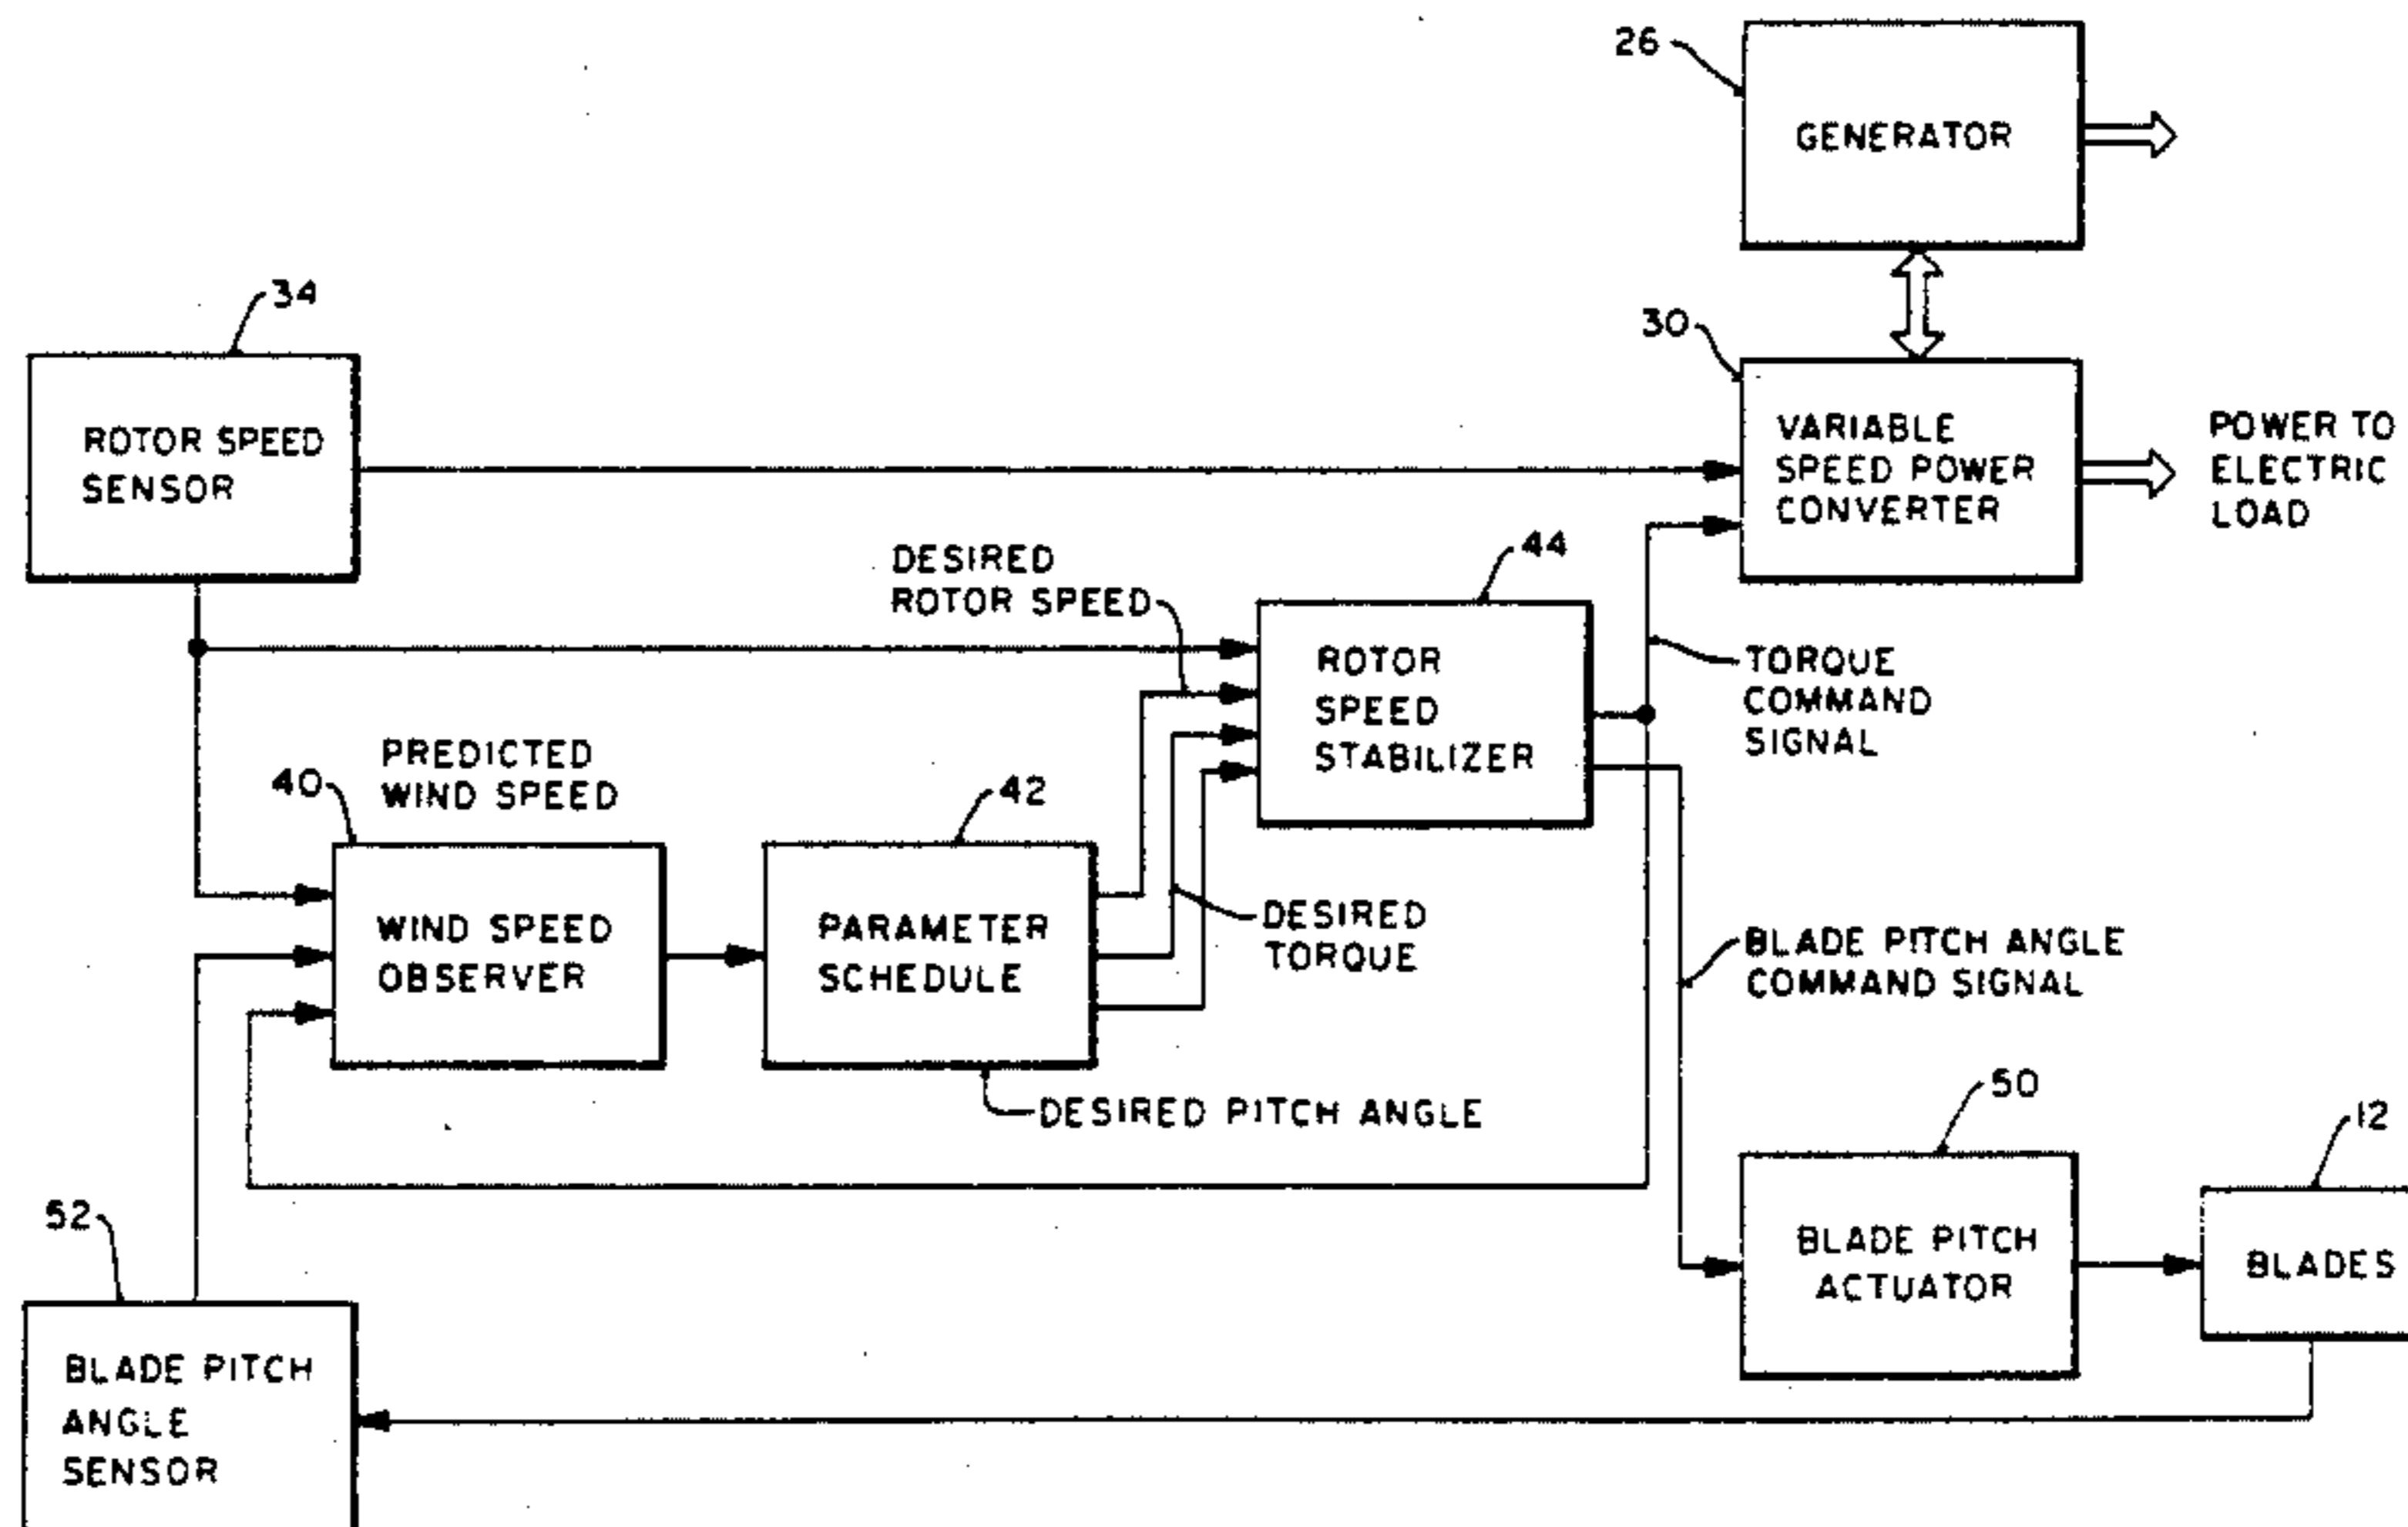 26
GENERATOR
34
30
ROTOR SPEED
SENSOR
VARIABLE
SPEED POWER
CONVERTER
POWER TO
ELECTRIC
LOAD
DESIRED
ROTOR SPEED
44
ROTOR
SPEED
STABILIZER
TORQUE
COMMAND
SIGNAL
PREDICTED
WIND SPEED
40
42
WIND SPEED
OBSERVER
PARAMETER
SCHEDULE
DESIRED
TORQUE
BLADE PITCH ANGLE
COMMAND SIGNAL
DESIRED PITCH ANGLE
50
12
52
BLADE PITCH
ACTUATOR
BLADES
BLADE PITCH
ANGLE
SENSOR